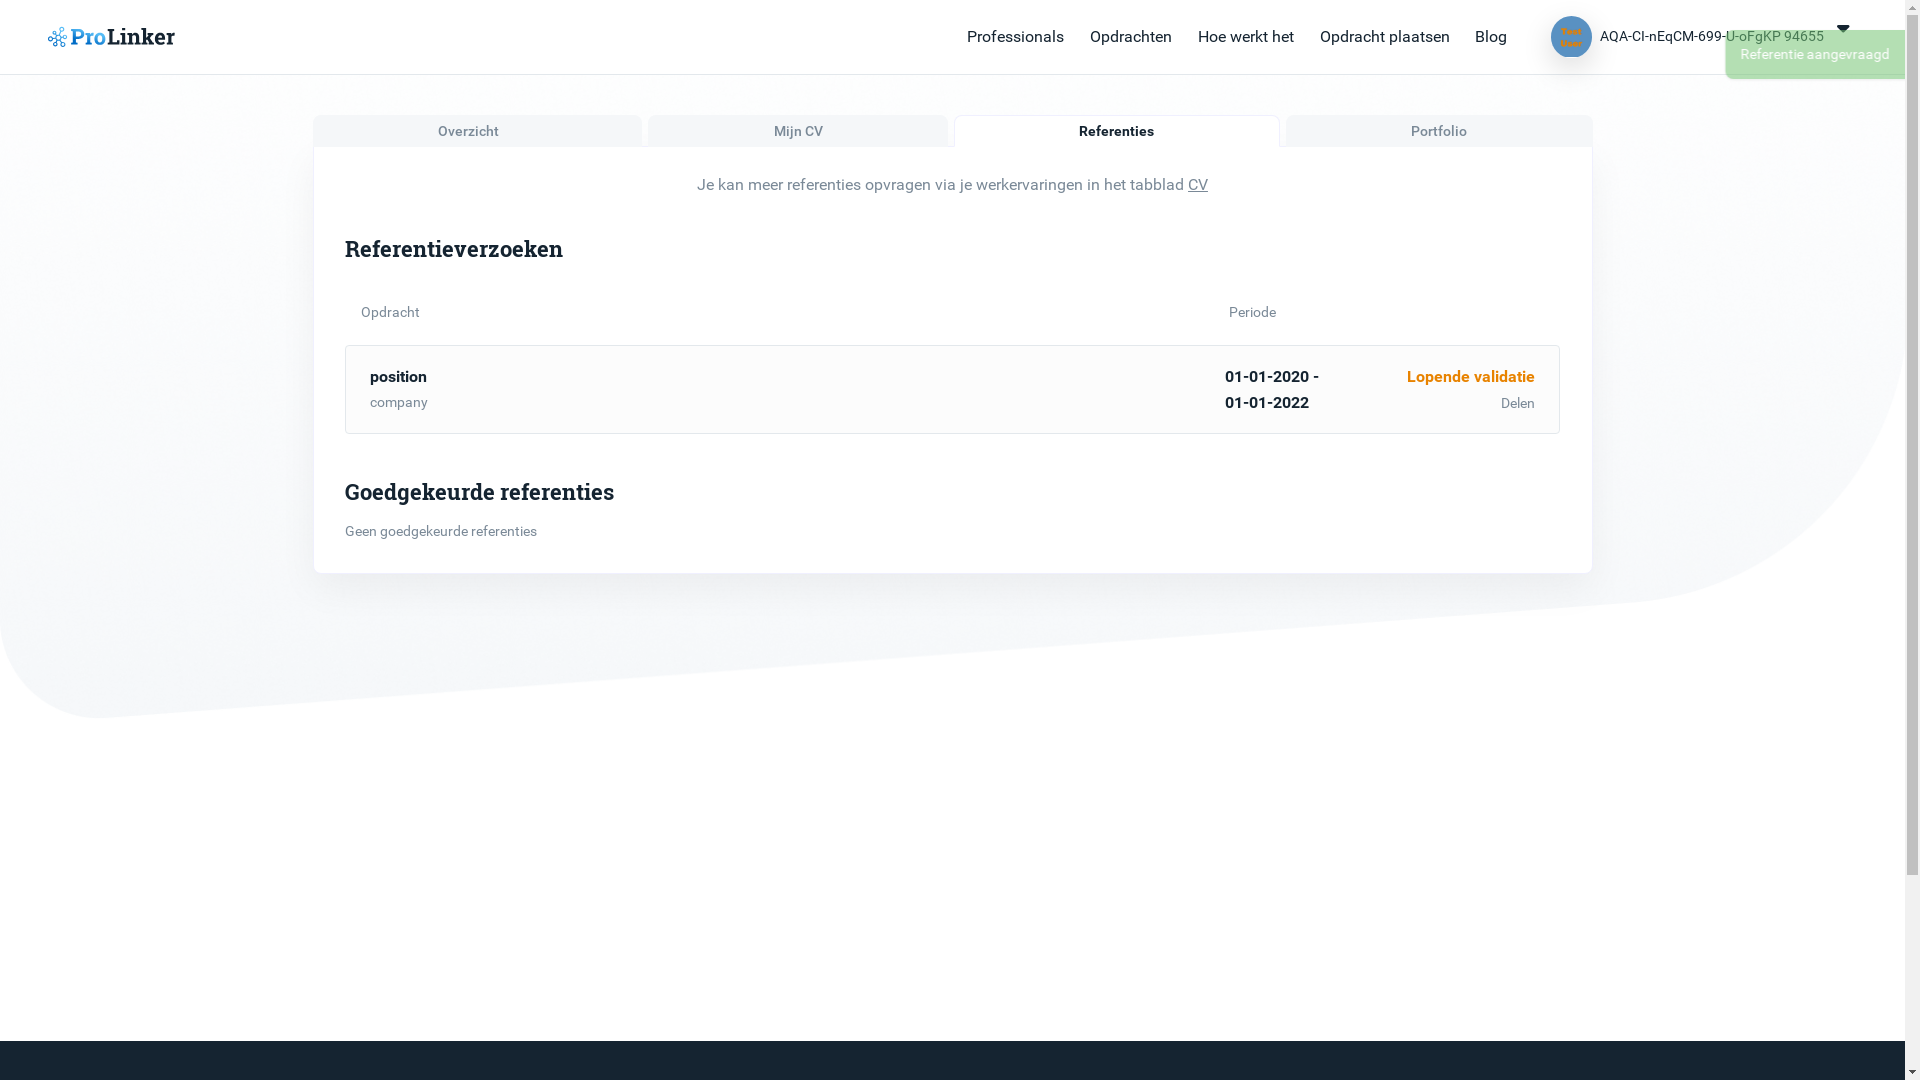 ProLinker
Professionals
Opdrachten
Hoe werkt het
Opdracht plaatsen
Blog
Test
User
AQA-CI-nEqCM-699-U-oFgKP 94655
Referentie aangevraagd
Overzicht
Mijn CV
Referenties
Portfolio
Je kan meer referenties opvragen via je werkervaringen in het tabblad CV
Referentieverzoeken
Opdracht
Periode
position
company
01-01-2020 -
01-01-2022
Lopende validatie
Delen
Goedgekeurde referenties
Geen goedgekeurde referenties